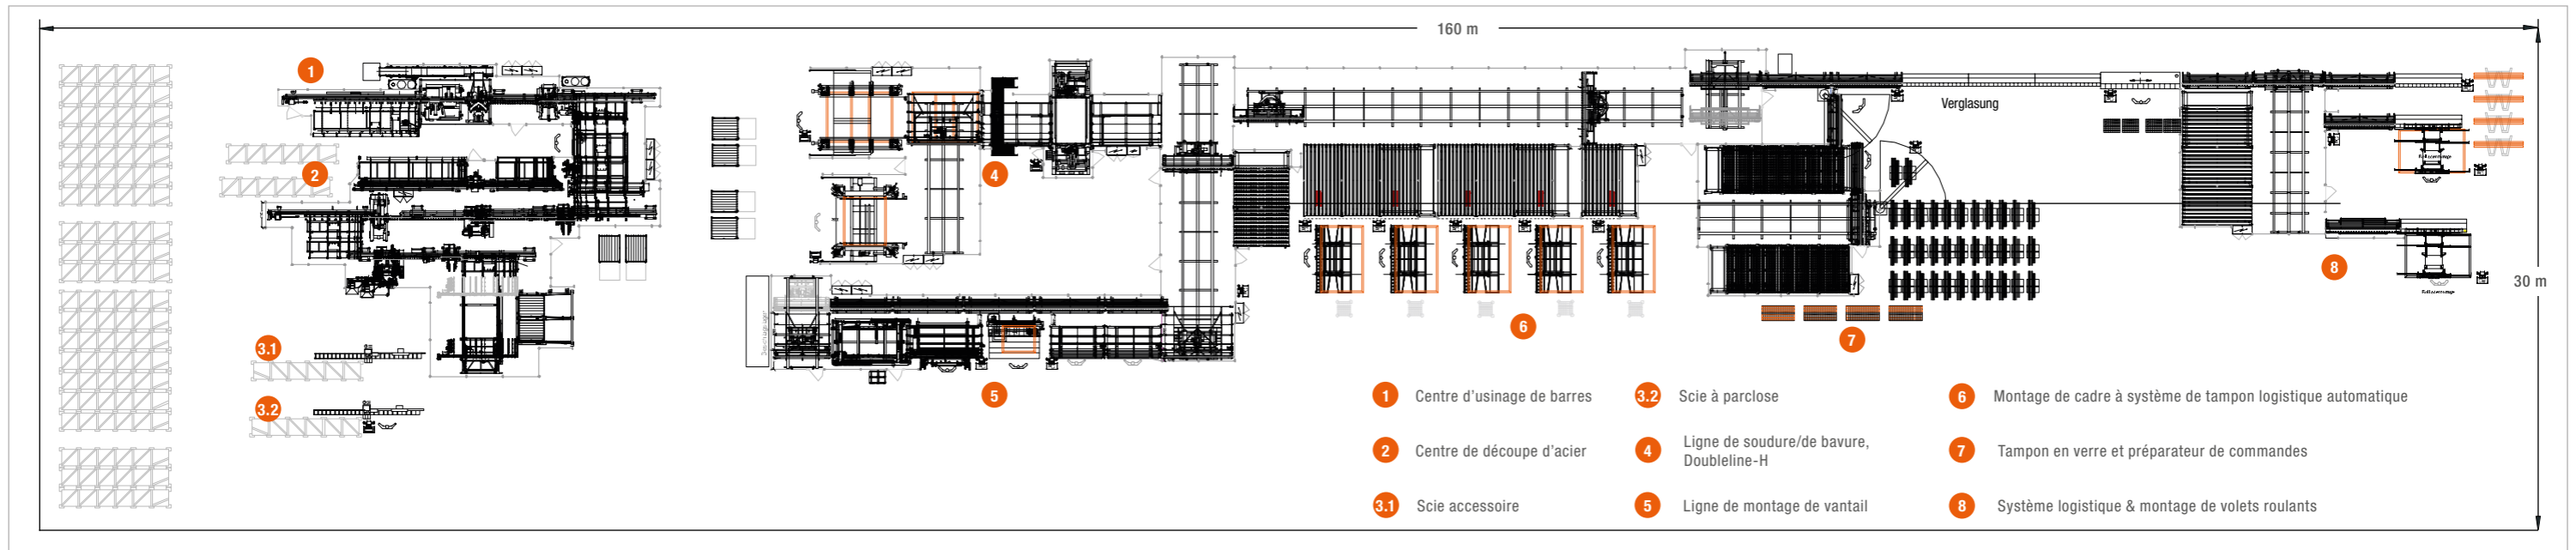 160 m
1
Verglasung
2
4
8
30 m
6
7
3.1
5
3.2
1 Centre d'usinage de barres
3.2 Scie à parclose
6 Montage de cadre à système de tampon logistique automatique
2 Centre de découpe d'acier
4 Ligne de soudure/de bavure,
Doubleline-H
7 Tampon en verre et préparateur de commandes
3.1 Scie accessoire
5 Ligne de montage de vantail
8 Système logistique & montage de volets roulants